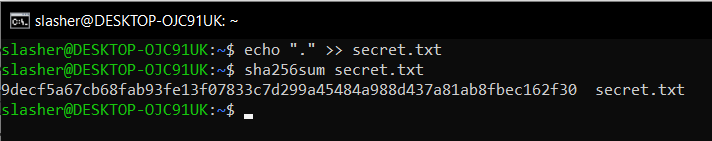 slasher@DESKTOP-OJC91UK: ~
slasher@DESKTOP-OJC91UK:~$ echo "." >> secret.txt
slasher@DESKTOP-OJC91UK:~$ sha256sum secret.txt
9decf5a67cb68fab93fe13f07833c7d299a45484a988d437a81ab8fbec162f30  secret.txt
slasher@DESKTOP-OJC91UK:~$